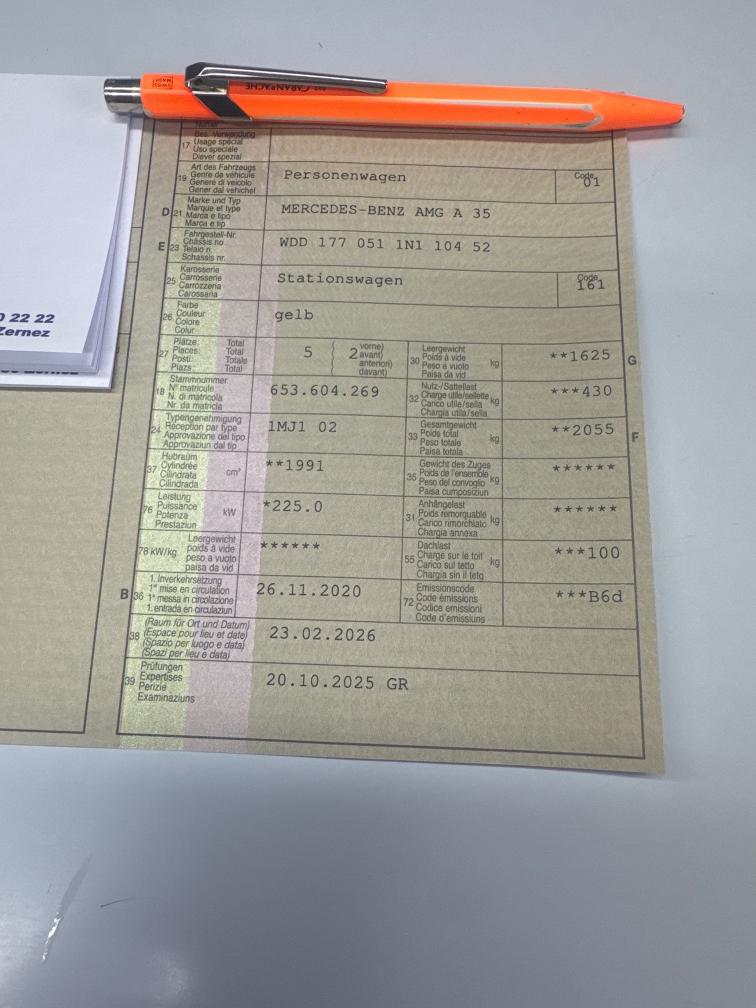 CARAN D'ACHE
SWISS MADE
0 22 22
Zernez
Bes. Verwendung
17 Usage spécial
Uso speciale
Diever spezial
Art des Fahrzeugs
19 Genre de véhicule
Genere di veicolo
Gener dal vehichel
Personenwagen
Code
01
Marke und Typ
D 21 Marque et type
Marca e tipo
Marca e tip
MERCEDES-BENZ AMG A 35
Fahrgestell-Nr.
E 23 Châssis no
Telaio n.
Schassis nr.
WDD 177 051 1N1 104 52
Karosserie
25 Carrosserie
Carrozzeria
Carossaria
Stationswagen
Code
161
Farbe
26 Couleur
Colore
Colur
gelb
Plätze: Total
27 Places: Total
Posti: Totale
Plazs: Total
5
2 vorne)
avant)
anteriori)
davant)
Leergewicht
30 Poids à vide kg
Peso a vuoto
Paisa da vid
**1625
G
Stammnummer
18 N° matricule
N. di matricola
Nr. da matricla
653.604.269
Nutz-/Sattellast
32 Charge utile/sellette kg
Carico utile/sella
Chargia utila/sella
***430
Typengenehmigung
24 Réception par type
Approvazione del tipo
Approvaziun dal tip
1MJ1 02
Gesamtgewicht
33 Poids total kg
Peso totale
Paisa totala
**2055
F
Hubraum
37 Cylindrée cm³
Cilindrata
Cilindrada
**1991
Gewicht des Zuges
35 Poids de l'ensemble kg
Peso del convoglio
Paisa cumposiziun
******
Leistung
76 Puissance kW
Potenza
Prestaziun
*225.0
Anhängelast
31 Poids remorquable kg
Carico rimorchiato
Chargia annexa
******
Leergewicht
78 kW/kg poids à vide
peso a vuoto
paisa da vid
******
Dachlast
55 Charge sur le toit kg
Carico sul tetto
Chargia sin il tetg
***100
1. Inverkehrsetzung
B 36 1re mise en circulation
1a messa in circolazione
1. entrada en circulaziun
26.11.2020
Emissionscode
72 Code émissions
Codice emissioni
Code d'emissiuns
***B6d
(Raum für Ort und Datum)
38 (Espace pour lieu et date)
(Spazio per luogo e data)
(Spazi per lieu e data)
23.02.2026
Prüfungen
39 Expertises
Perizie
Examinaziuns
20.10.2025 GR